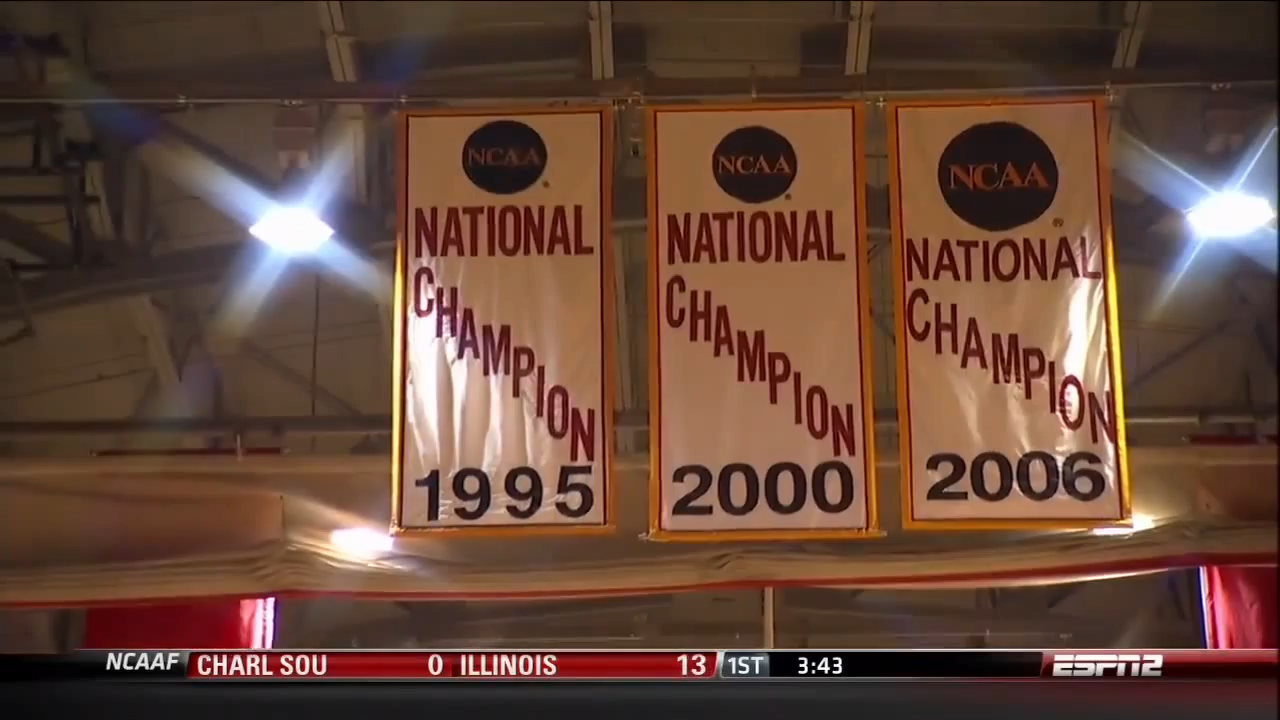 NCAA
NATIONAL
CHAMPION
1995
NCAA
NATIONAL
CHAMPION
2000
NCAA
®
NATIONAL
CHAMPION
2006
NCAAF CHARL SOU 0 ILLINOIS 13 1ST 3:43 ESPN2